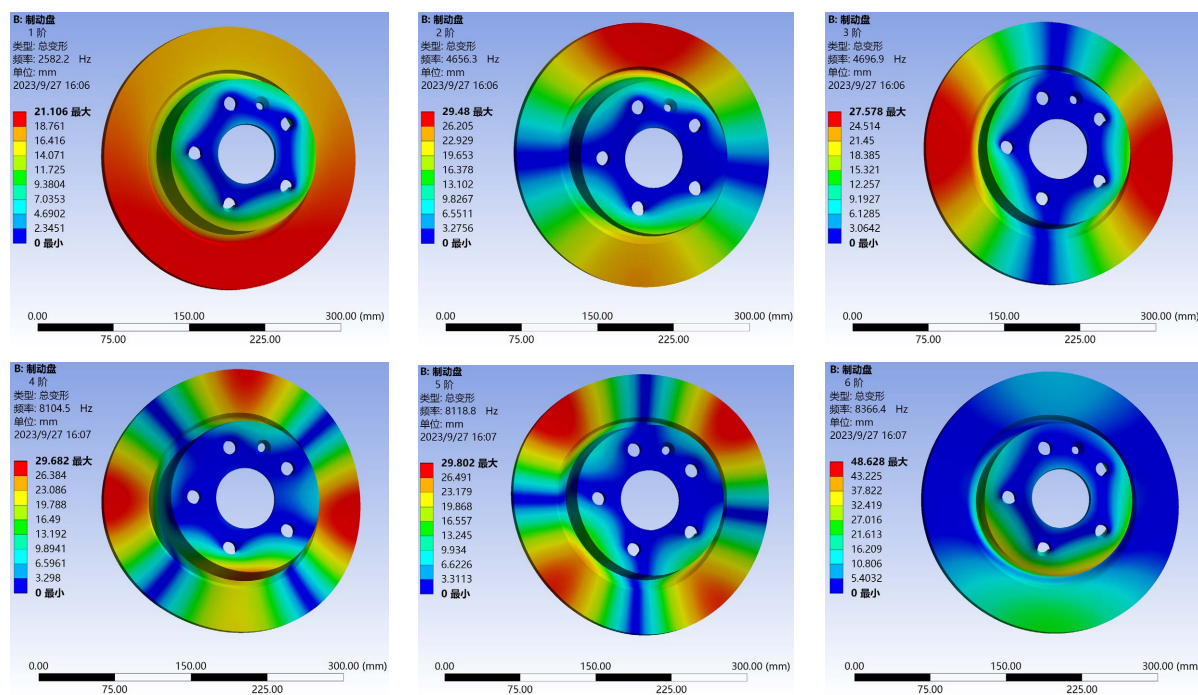 B: 制动盘
1 阶
类型: 总变形
频率: 2582.2 Hz
单位: mm
2023/9/27 16:06
21.106 最大
18.761
16.416
14.071
11.725
9.3804
7.0353
4.6902
2.3451
0 最小
0.00 150.00 300.00 (mm)
75.00 225.00
B: 制动盘
2 阶
类型: 总变形
频率: 4656.3 Hz
单位: mm
2023/9/27 16:06
29.48 最大
26.205
22.929
19.653
16.378
13.102
9.8267
6.5511
3.2756
0 最小
0.00 150.00 300.00 (mm)
75.00 225.00
B: 制动盘
3 阶
类型: 总变形
频率: 4696.9 Hz
单位: mm
2023/9/27 16:06
27.578 最大
24.514
21.45
18.385
15.321
12.257
9.1927
6.1285
3.0642
0 最小
0.00 150.00 300.00 (mm)
75.00 225.00
B: 制动盘
4 阶
类型: 总变形
频率: 8104.5 Hz
单位: mm
2023/9/27 16:07
29.682 最大
26.384
23.086
19.788
16.49
13.192
9.8941
6.5961
3.298
0 最小
0.00 150.00 300.00 (mm)
75.00 225.00
B: 制动盘
5 阶
类型: 总变形
频率: 8118.8 Hz
单位: mm
2023/9/27 16:07
29.802 最大
26.491
23.179
19.868
16.557
13.245
9.934
6.6226
3.3113
0 最小
0.00 150.00 300.00 (mm)
75.00 225.00
B: 制动盘
6 阶
类型: 总变形
频率: 8366.4 Hz
单位: mm
2023/9/27 16:07
48.628 最大
43.225
37.822
32.419
27.016
21.613
16.209
10.806
5.4032
0 最小
0.00 150.00 300.00 (mm)
75.00 225.00